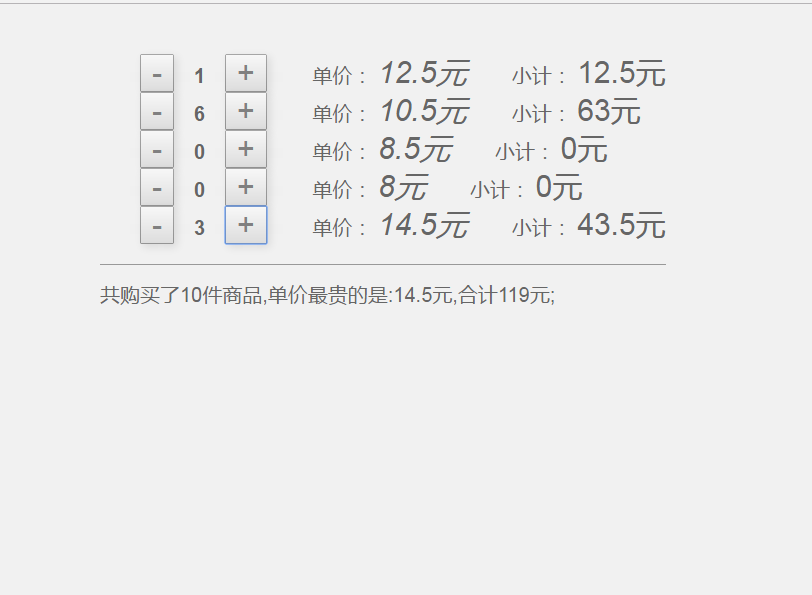 - 1 + 单价： 12.5元 小计： 12.5元
- 6 + 单价： 10.5元 小计： 63元
- 0 + 单价： 8.5元 小计： 0元
- 0 + 单价： 8元 小计： 0元
- 3 + 单价： 14.5元 小计： 43.5元
共购买了10件商品,单价最贵的是:14.5元,合计119元;